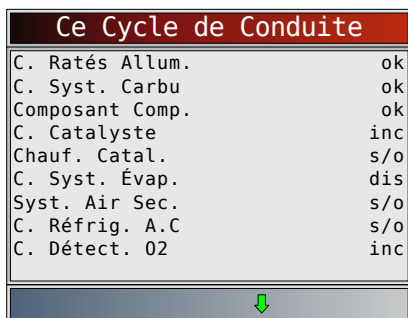 Ce Cycle de Conduite
C. Ratés Allum. ok
C. Syst. Carbu ok
Composant Comp. ok
C. Catalyste inc
Chauf. Catal. s/o
C. Syst. Évap. dis
Syst. Air Sec. s/o
C. Réfrig. A.C s/o
C. Détect. O2 inc